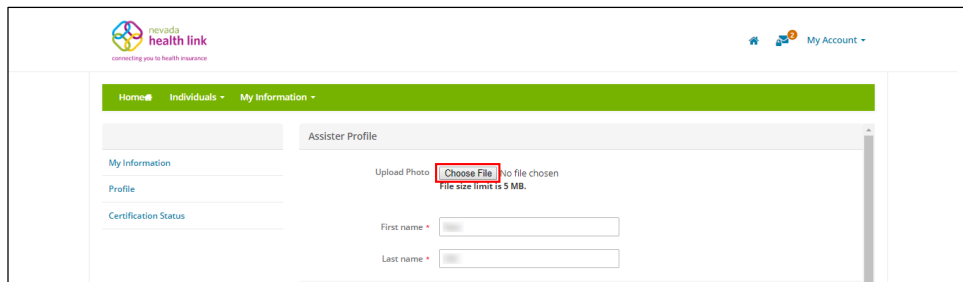 nevada
health link
connecting you to health insurance
2
My Account
Home Individuals My Information
Assister Profile
My Information
Profile
Certification Status
Upload Photo Choose File No file chosen
File size limit is 5 MB.
First name *
Last name *